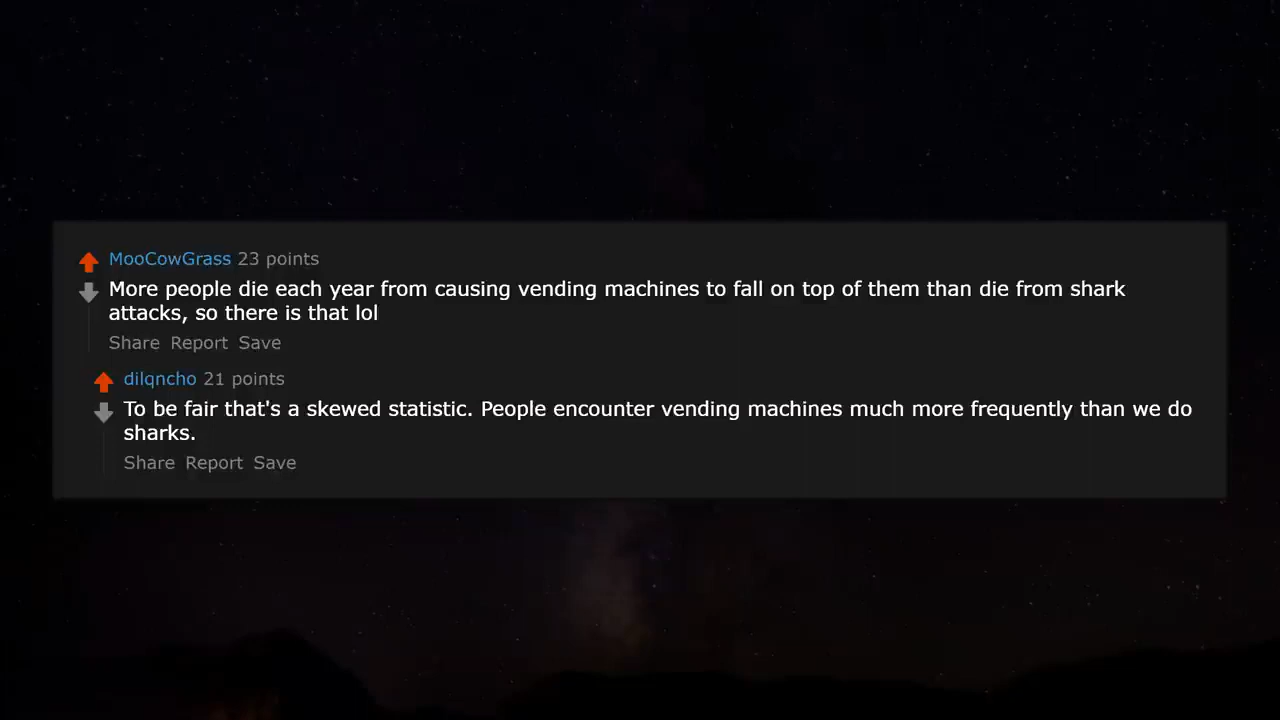 MooCowGrass 23 points
More people die each year from causing vending machines to fall on top of them than die from shark
attacks, so there is that lol
Share Report Save
dilqncho 21 points
To be fair that's a skewed statistic. People encounter vending machines much more frequently than we do
sharks.
Share Report Save